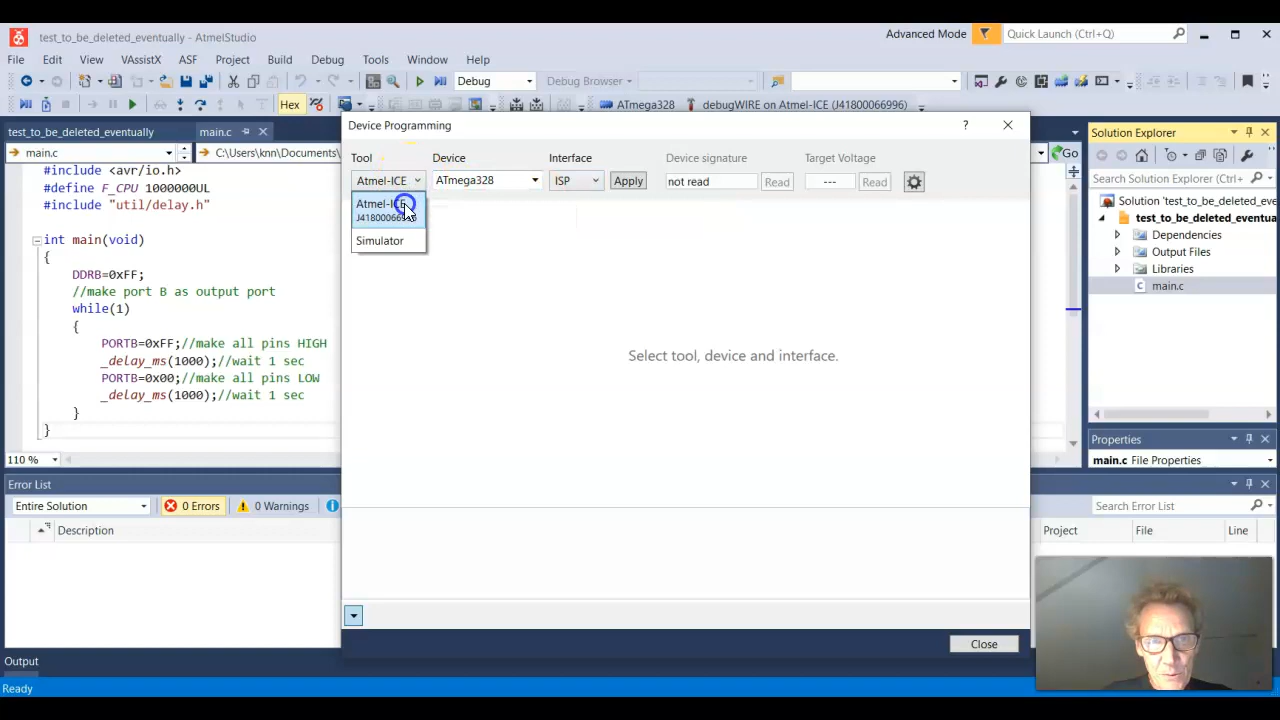 test_to_be_deleted_eventually - AtmelStudio
Advanced Mode
Quick Launch (Ctrl+Q)
File Edit View VAssistX ASF Project Build Debug Tools Window Help
Debug
Debug Browser
Hex
ATmega328
debugWIRE on Atmel-ICE (J41800066996)
test_to_be_deleted_eventually
main.c
main.c
C:\Users\knn\Documents\
Go
#include <avr/io.h>
#define F_CPU 1000000UL
#include "util/delay.h"
int main(void)
{
DDRB=0xFF;
//make port B as output port
while(1)
{
PORTB=0xFF;//make all pins HIGH
_delay_ms(1000);//wait 1 sec
PORTB=0x00;//make all pins LOW
_delay_ms(1000);//wait 1 sec
}
}
110 %
Device Programming
?
Tool Device Interface Device signature Target Voltage
Atmel-ICE ATmega328 ISP Apply not read Read --- Read
Atmel-ICE
Simulator
Select tool, device and interface.
Close
Solution Explorer
Search Solution Explorer (Ctrl+
Solution 'test_to_be_deleted_e
test_to_be_deleted_eventua
Dependencies
Output Files
Libraries
main.c
Properties
main.c File Properties
Error List
Entire Solution
0 Errors
0 Warnings
Search Error List
Description
Project File Line
Output
Ready